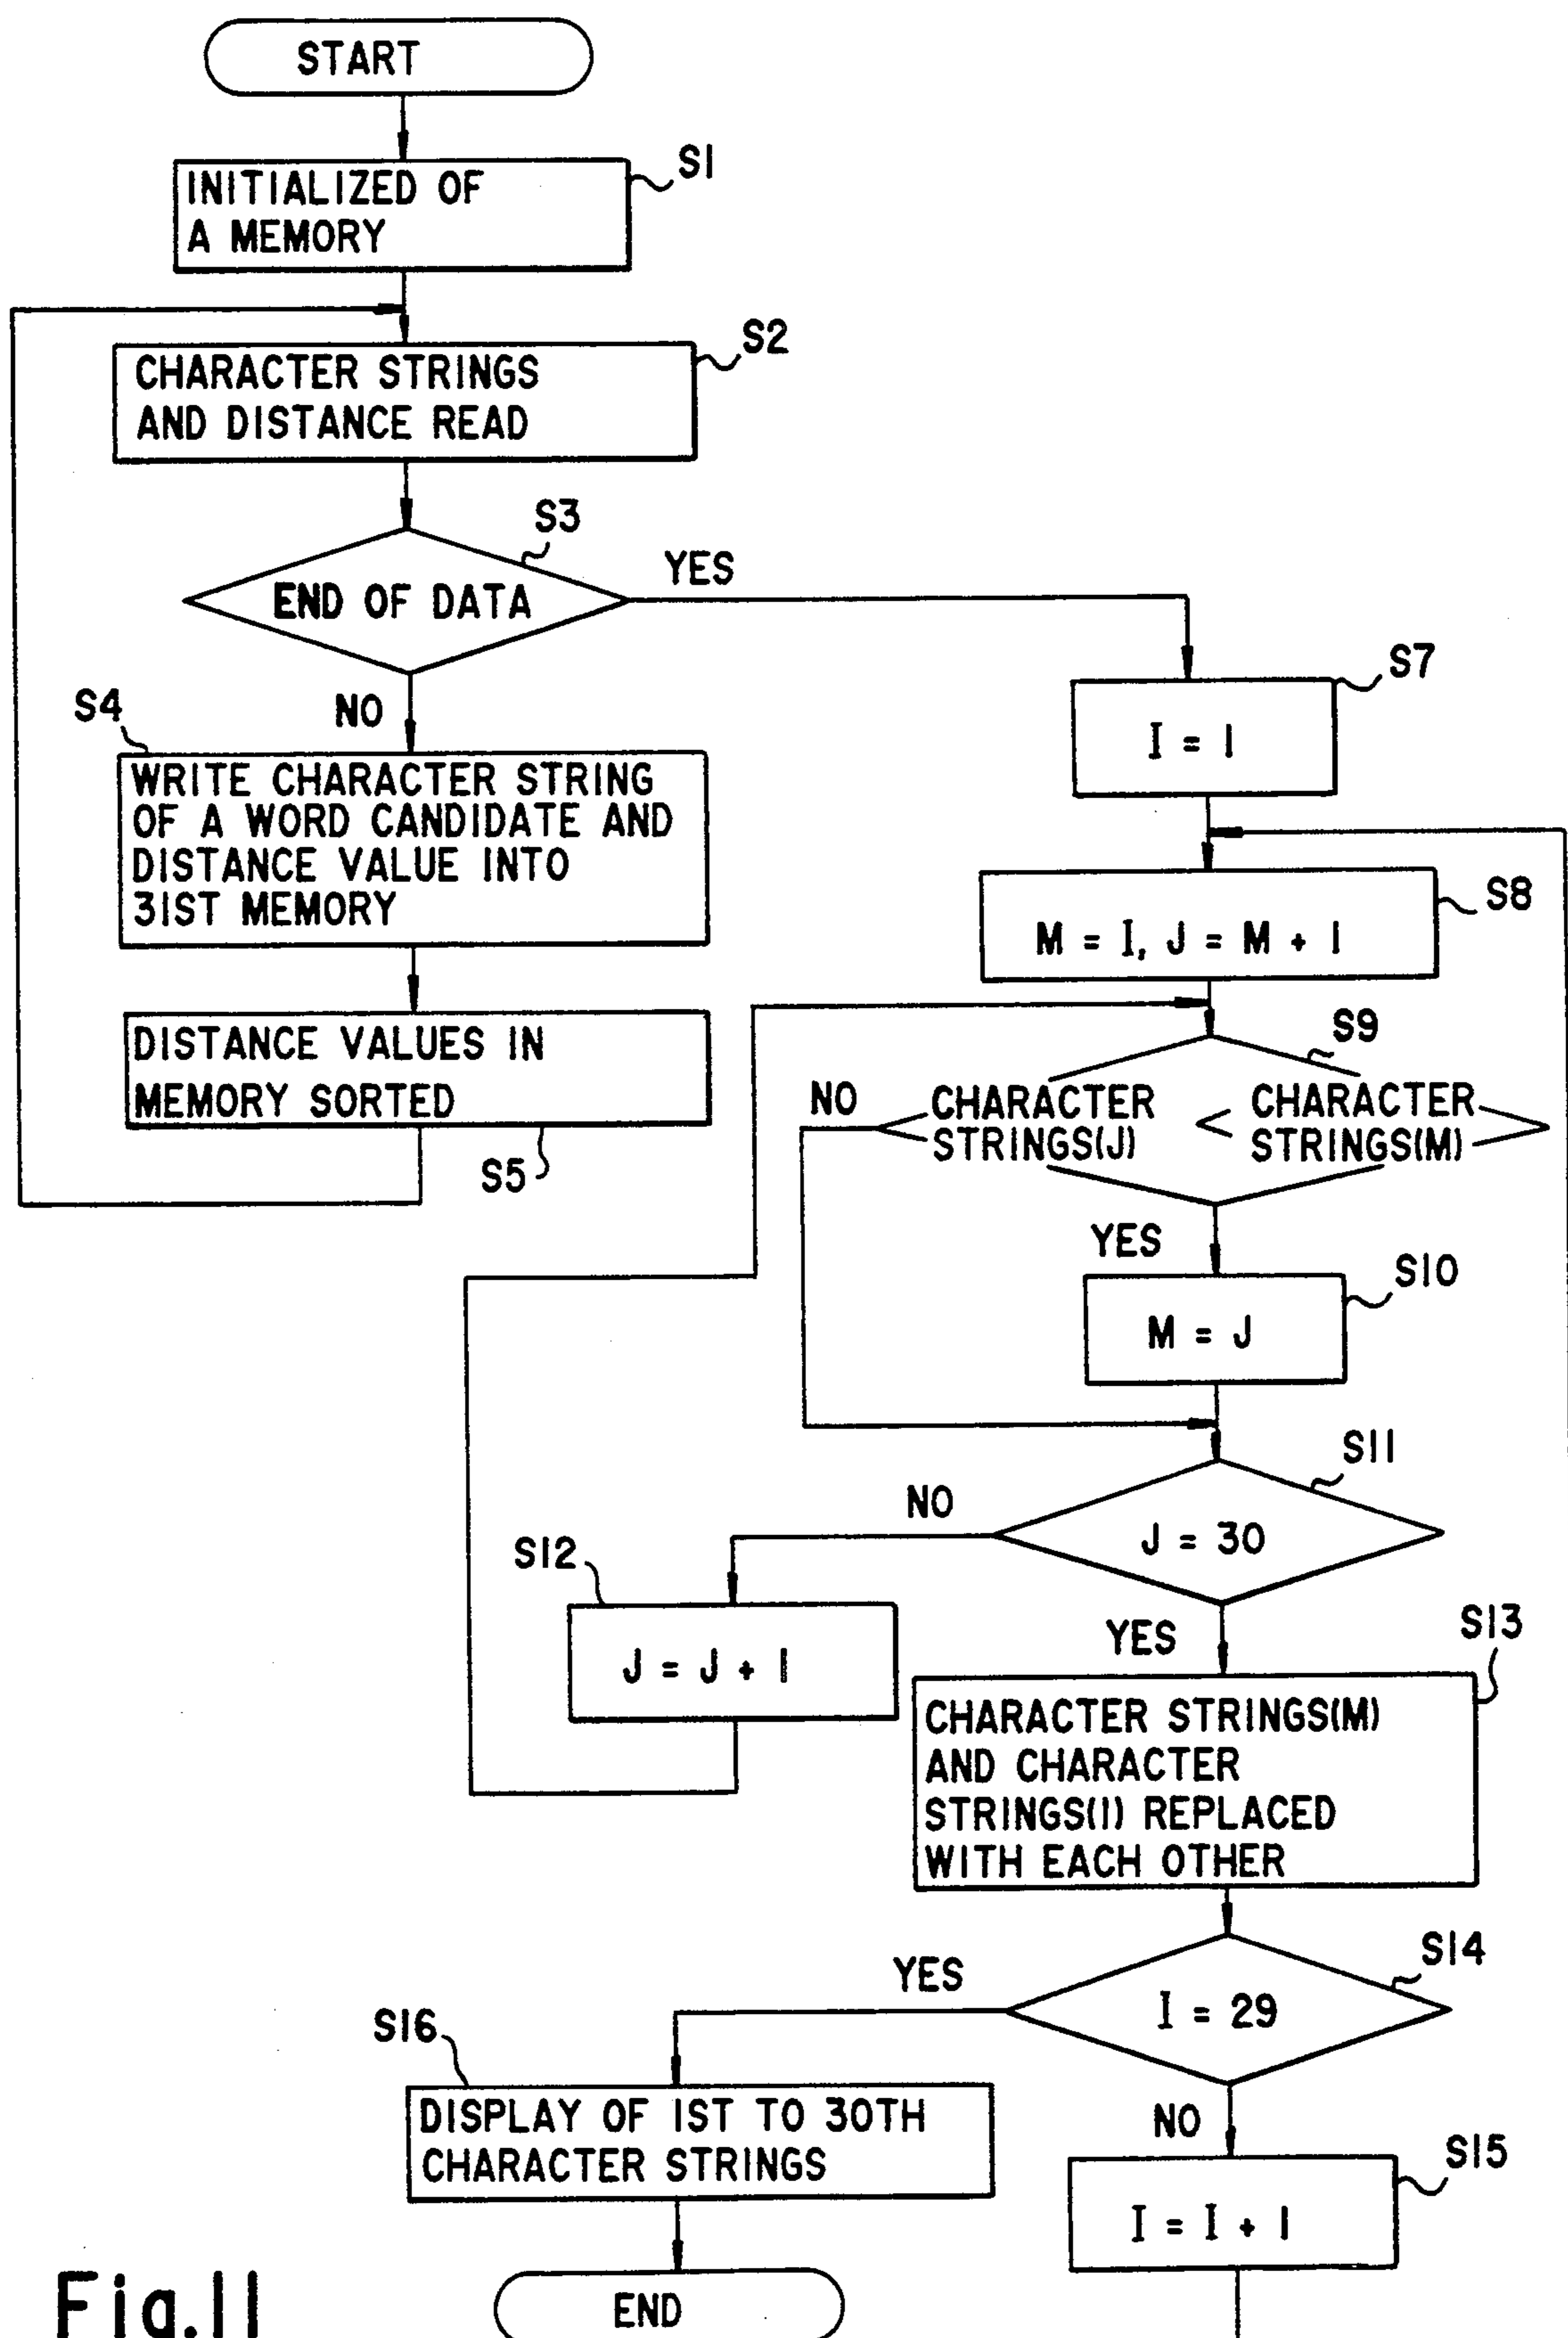 START
S1
INITIALIZED OF
A MEMORY
S2
CHARACTER STRINGS
AND DISTANCE READ
S3
END OF DATA
YES
NO
S4
WRITE CHARACTER STRING
OF A WORD CANDIDATE AND
DISTANCE VALUE INTO
31ST MEMORY
DISTANCE VALUES IN
MEMORY SORTED
S5
S7
I = 1
S8
M = I, J = M + 1
S9
NO
CHARACTER
STRINGS(J)
<
CHARACTER
STRINGS(M)
YES
S10
M = J
S11
NO
J = 30
S12
J = J + 1
YES
S13
CHARACTER STRINGS(M)
AND CHARACTER
STRINGS(I) REPLACED
WITH EACH OTHER
S14
YES
I = 29
S16
DISPLAY OF 1ST TO 30TH
CHARACTER STRINGS
NO
S15
I = I + 1
END
Fig.11